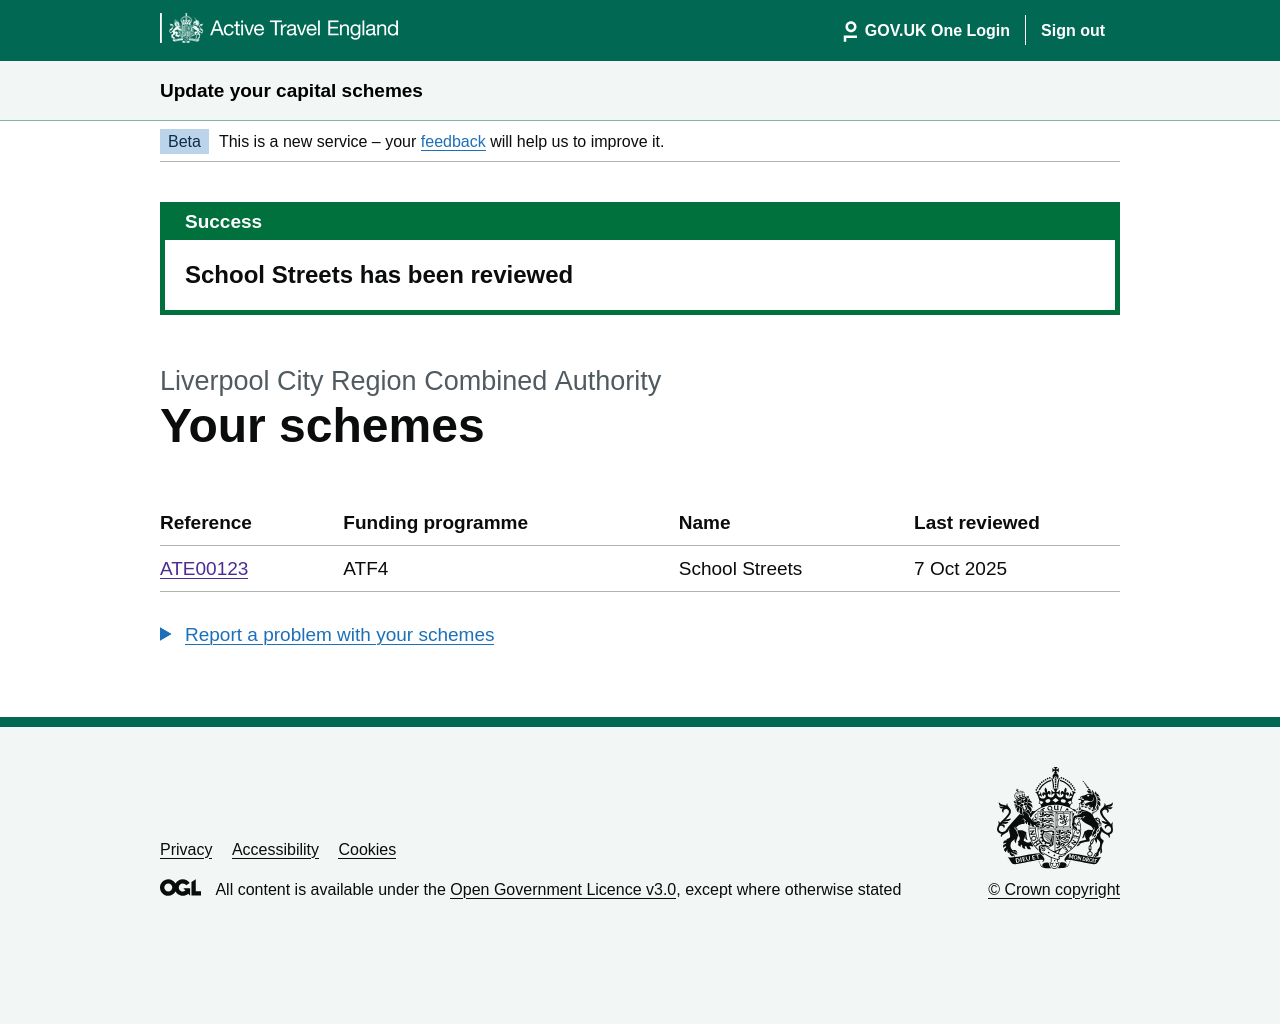 Active Travel England
GOV.UK One Login
Sign out
Update your capital schemes
Beta
This is a new service – your feedback will help us to improve it.
Success
School Streets has been reviewed
Liverpool City Region Combined Authority
Your schemes
Reference Funding programme Name Last reviewed
ATE00123 ATF4 School Streets 7 Oct 2025
Report a problem with your schemes
Privacy Accessibility Cookies
OGL All content is available under the Open Government Licence v3.0, except where otherwise stated
DIEU ET MON DROIT
© Crown copyright